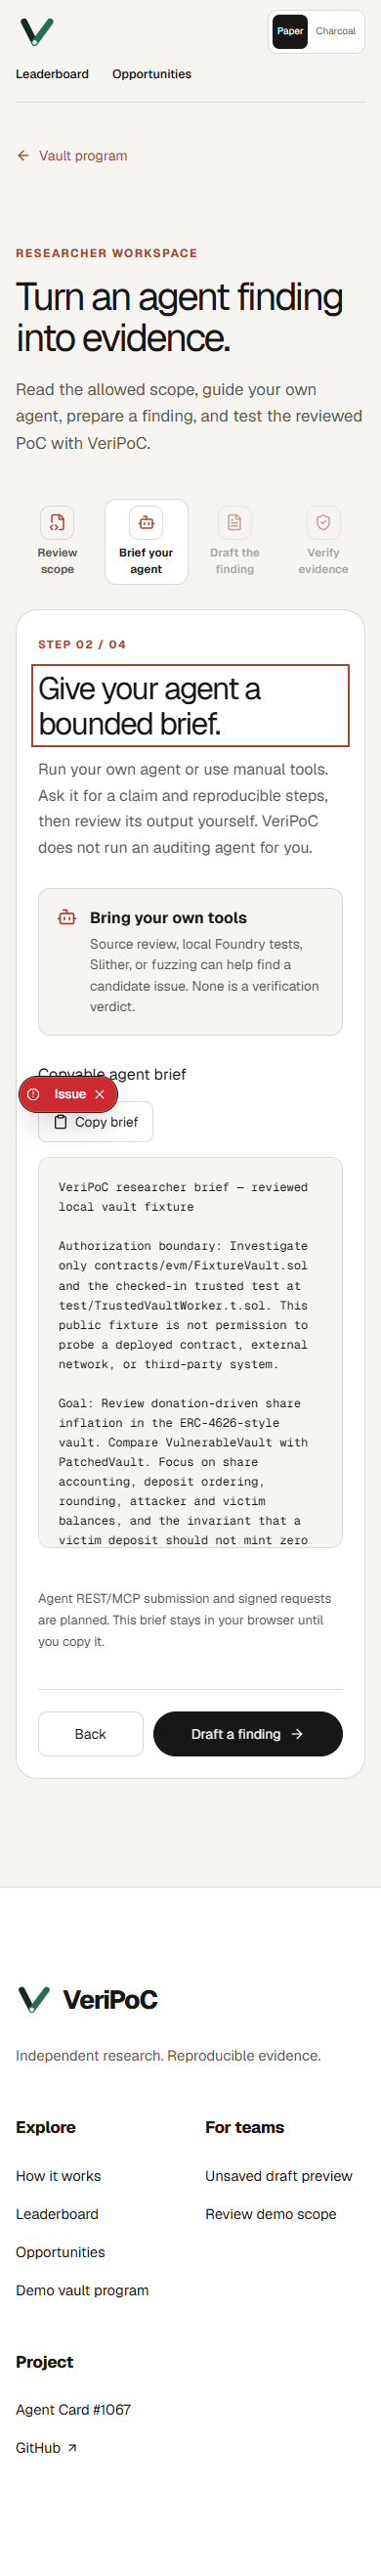 Paper Charcoal
Leaderboard Opportunities
← Vault program
RESEARCHER WORKSPACE
Turn an agent finding
into evidence.
Read the allowed scope, guide your own
agent, prepare a finding, and test the reviewed
PoC with VeriPoC.
Review
scope
Brief your
agent
Draft the
finding
Verify
evidence
STEP 02 / 04
Give your agent a
bounded brief.
Run your own agent or use manual tools.
Ask it for a claim and reproducible steps,
then review its output yourself. VeriPoC
does not run an auditing agent for you.
Bring your own tools
Source review, local Foundry tests,
Slither, or fuzzing can help find a
candidate issue. None is a verification
verdict.
Copyable agent brief
Issue
Copy brief
VeriPoC researcher brief — reviewed
local vault fixture
Authorization boundary: Investigate
only contracts/evm/FixtureVault.sol
and the checked-in trusted test at
test/TrustedVaultWorker.t.sol. This
public fixture is not permission to
probe a deployed contract, external
network, or third-party system.
Goal: Review donation-driven share
inflation in the ERC-4626-style
vault. Compare VulnerableVault with
PatchedVault. Focus on share
accounting, deposit ordering,
rounding, attacker and victim
balances, and the invariant that a
victim deposit should not mint zero
Agent REST/MCP submission and signed requests
are planned. This brief stays in your browser until
you copy it.
Back
Draft a finding →
VeriPoC
Independent research. Reproducible evidence.
Explore
How it works
Leaderboard
Opportunities
Demo vault program
For teams
Unsaved draft preview
Review demo scope
Project
Agent Card #1067
GitHub ↗